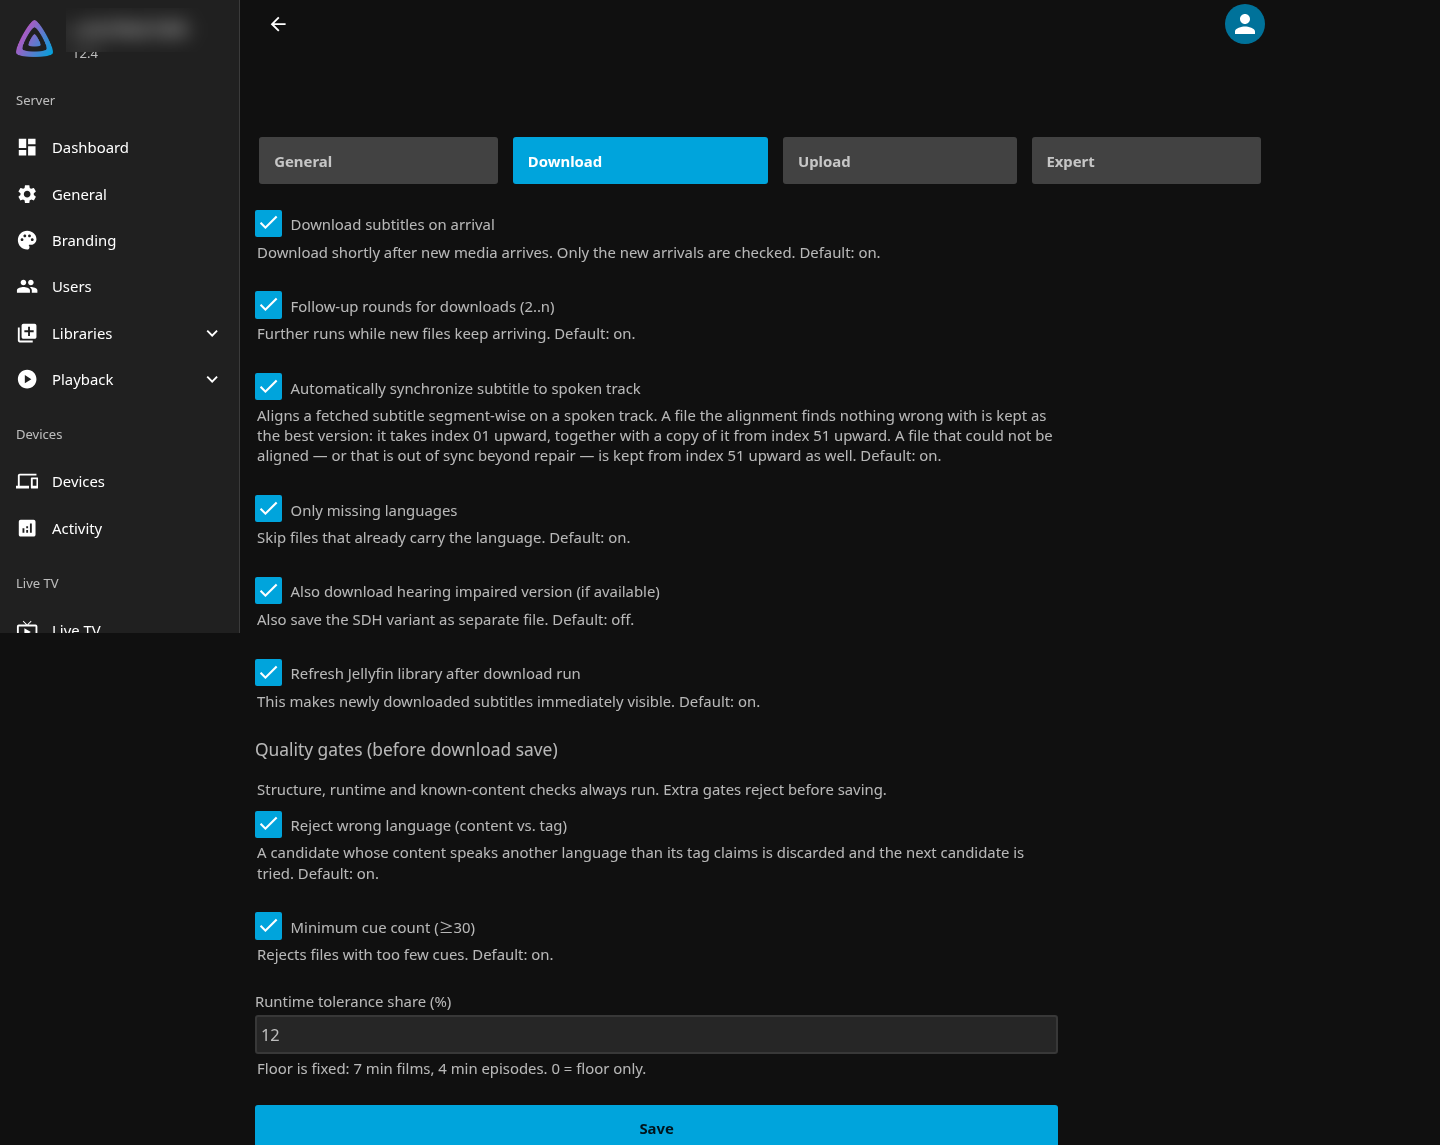 12.4
Server
Dashboard
General
Branding
Users
Libraries
Playback
Devices
Devices
Activity
Live TV
Live TV
General
Download
Upload
Expert
Download subtitles on arrival
Download shortly after new media arrives. Only the new arrivals are checked. Default: on.
Follow-up rounds for downloads (2..n)
Further runs while new files keep arriving. Default: on.
Automatically synchronize subtitle to spoken track
Aligns a fetched subtitle segment-wise on a spoken track. A file the alignment finds nothing wrong with is kept as
the best version: it takes index 01 upward, together with a copy of it from index 51 upward. A file that could not be
aligned — or that is out of sync beyond repair — is kept from index 51 upward as well. Default: on.
Only missing languages
Skip files that already carry the language. Default: on.
Also download hearing impaired version (if available)
Also save the SDH variant as separate file. Default: off.
Refresh Jellyfin library after download run
This makes newly downloaded subtitles immediately visible. Default: on.
Quality gates (before download save)
Structure, runtime and known-content checks always run. Extra gates reject before saving.
Reject wrong language (content vs. tag)
A candidate whose content speaks another language than its tag claims is discarded and the next candidate is
tried. Default: on.
Minimum cue count (≥30)
Rejects files with too few cues. Default: on.
Runtime tolerance share (%)
12
Floor is fixed: 7 min films, 4 min episodes. 0 = floor only.
Save